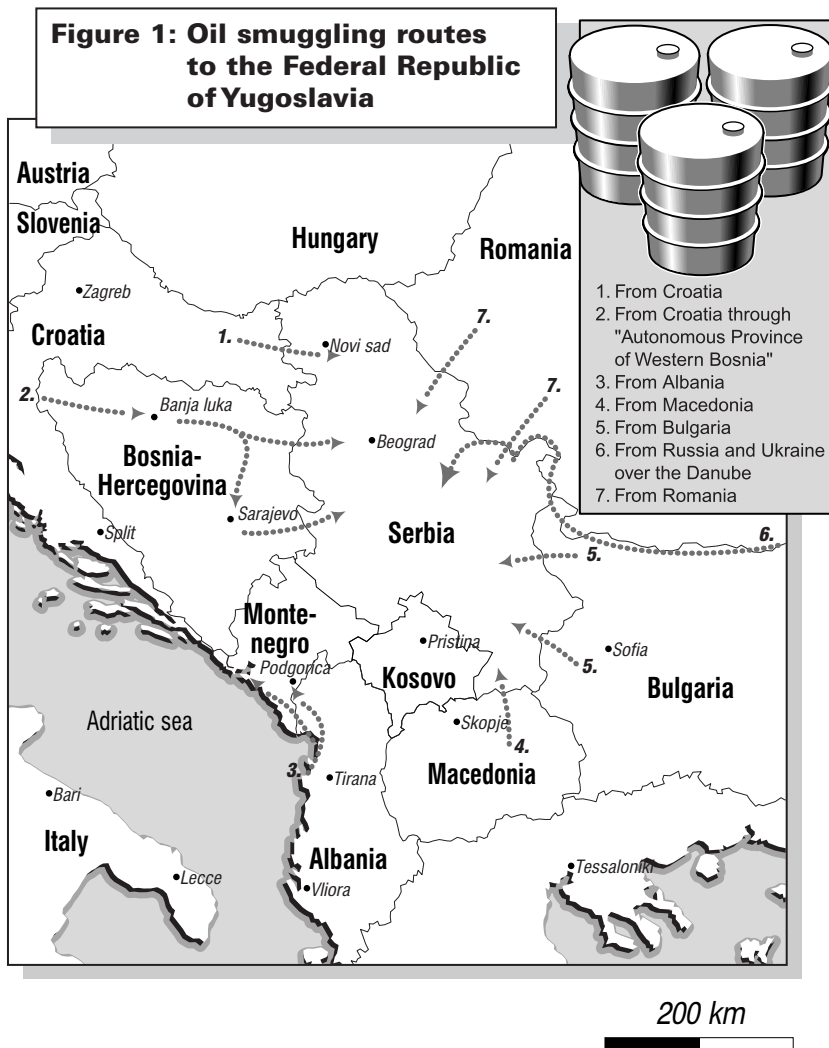 Figure 1: Oil smuggling routes
to the Federal Republic
of Yugoslavia
Austria
Slovenia
Hungary
Romania
Zagreb
Croatia
1.
Novi sad
7.
2.
Banja luka
7.
Beograd
Bosnia-
Hercegovina
Sarajevo
Split
Serbia
6.
5.
Monte-
negro
Podgorica
Pristina
Kosovo
Sofia
5.
Bulgaria
Adriatic sea
Skopje
4.
3.
Tirana
Macedonia
Bari
Italy
Albania
Lecce
Vliora
Tessaloniki
1. From Croatia
2. From Croatia through
"Autonomous Province
of Western Bosnia"
3. From Albania
4. From Macedonia
5. From Bulgaria
6. From Russia and Ukraine
over the Danube
7. From Romania
200 km